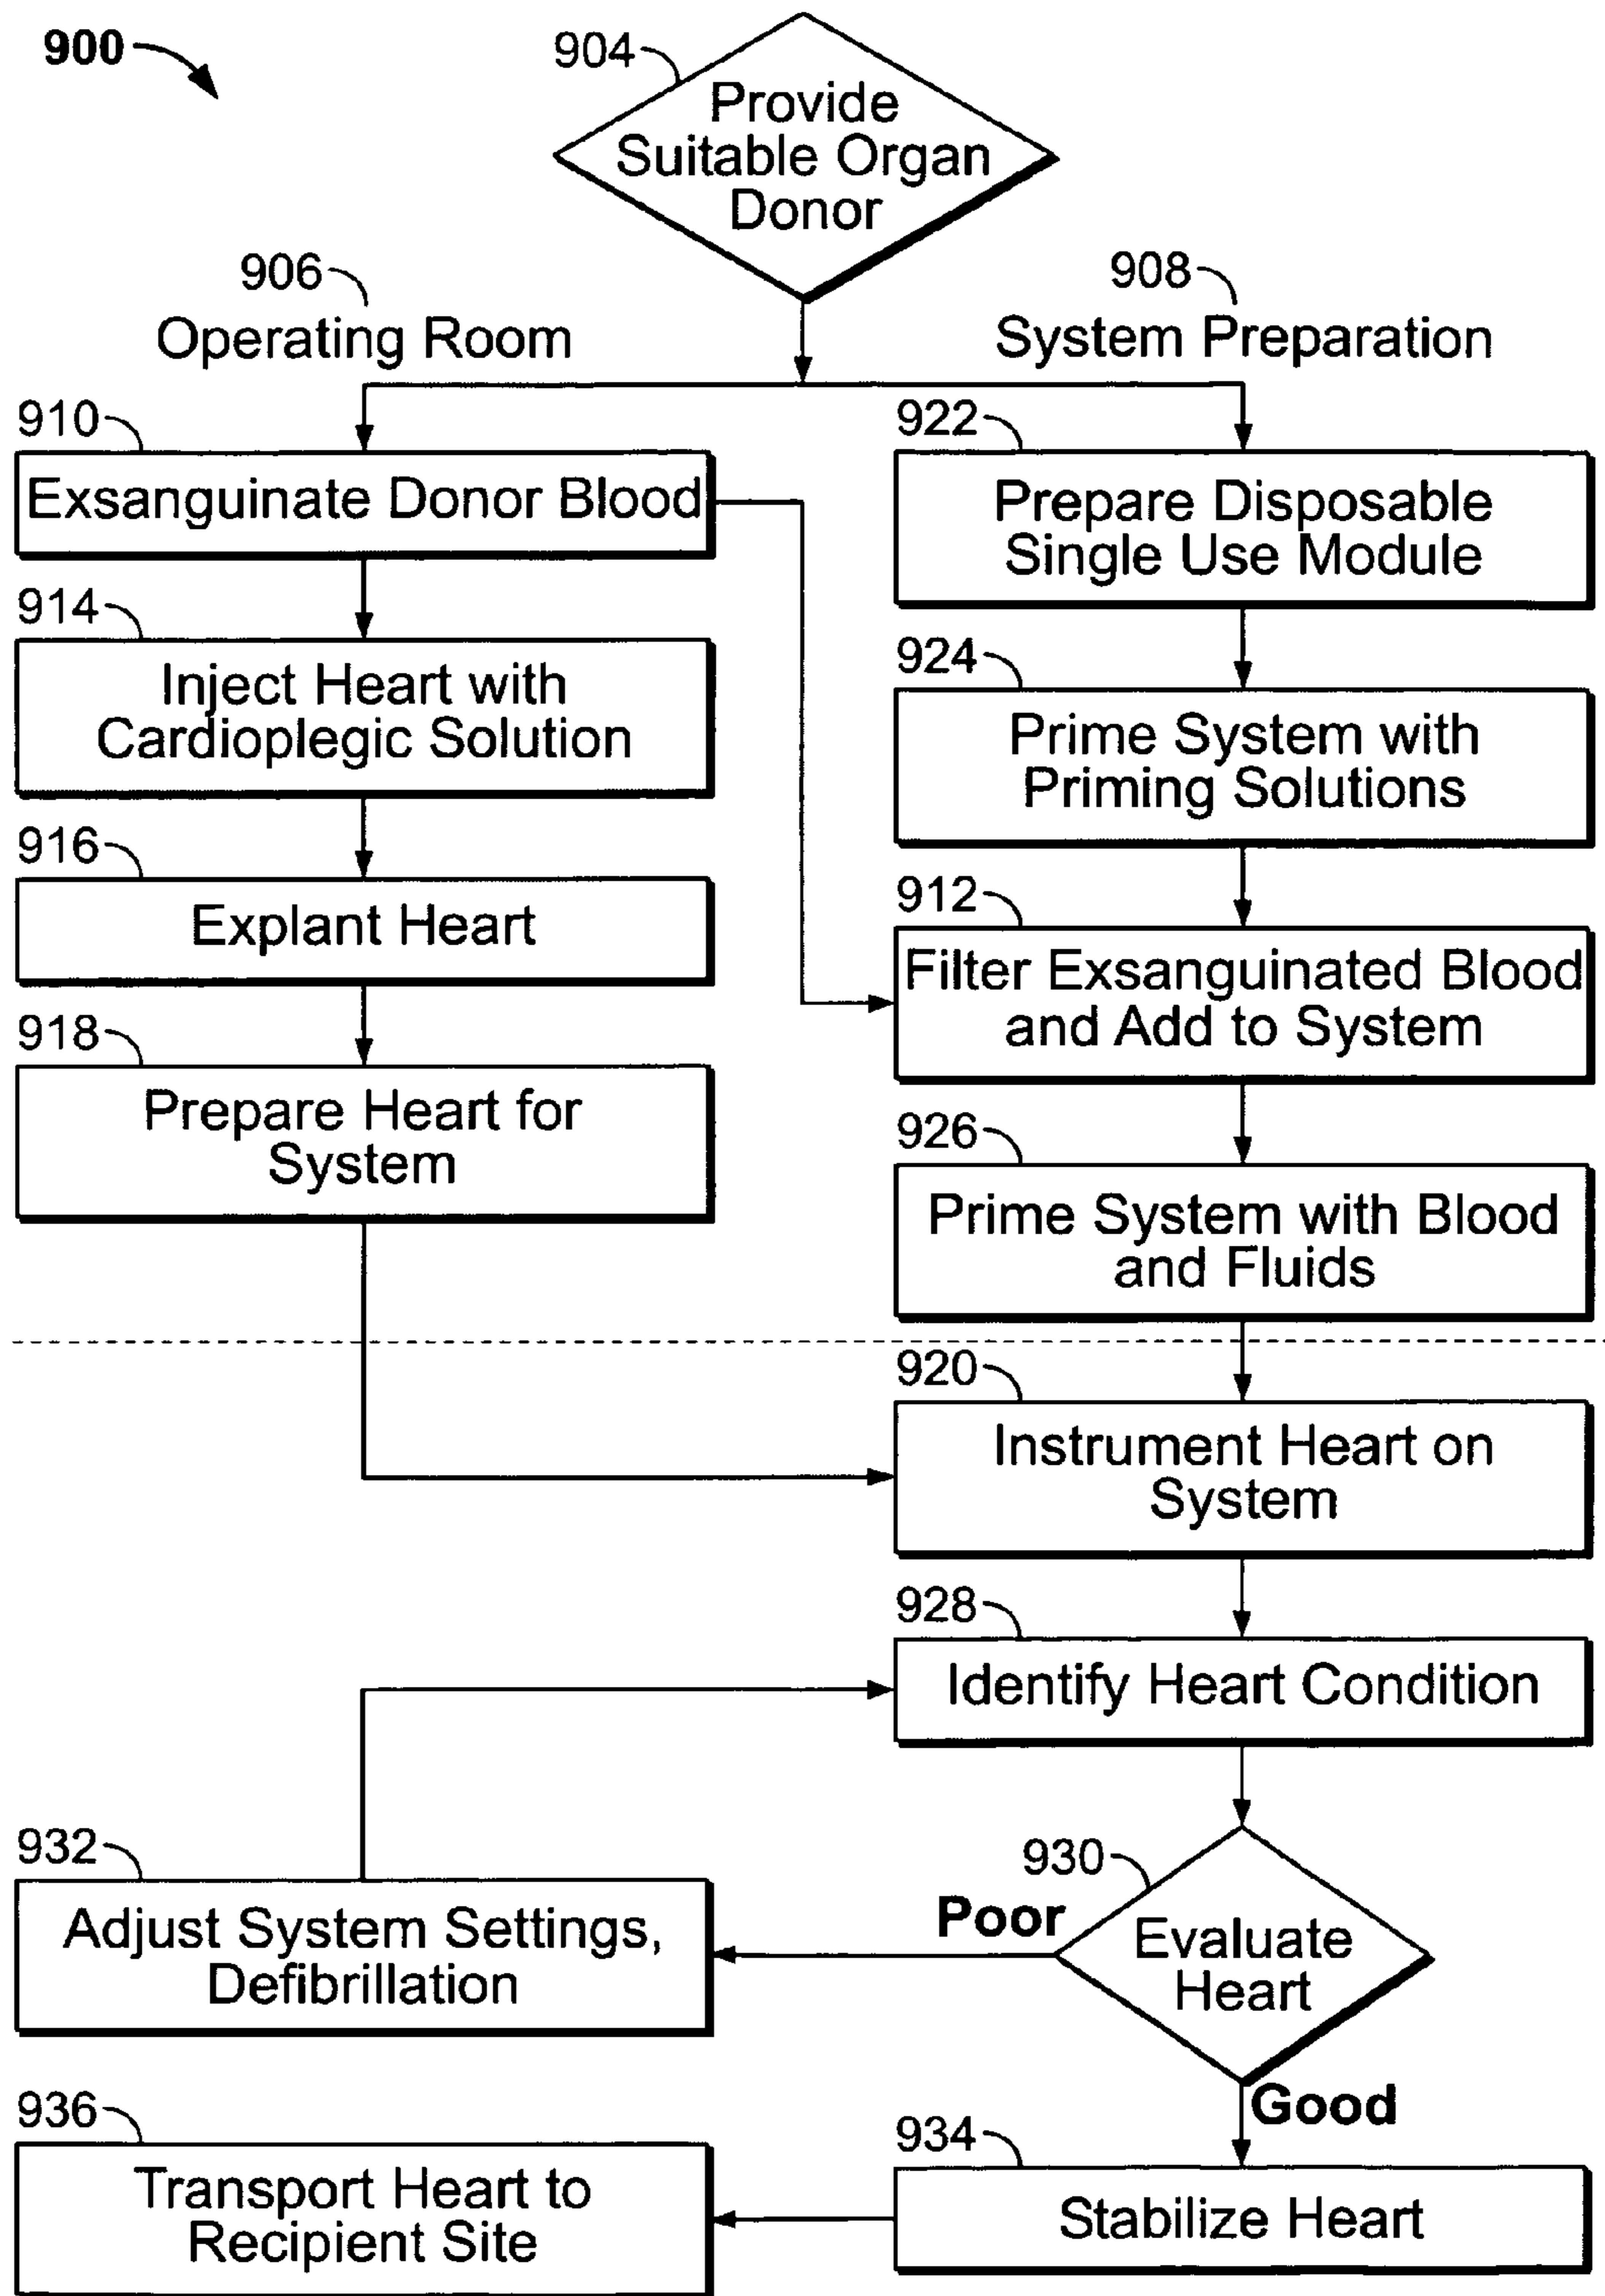 900
904
Provide
Suitable Organ
Donor
906
Operating Room
908
System Preparation
910
Exsanguinate Donor Blood
914
Inject Heart with
Cardioplegic Solution
916
Explant Heart
918
Prepare Heart for
System
922
Prepare Disposable
Single Use Module
924
Prime System with
Priming Solutions
912
Filter Exsanguinated Blood
and Add to System
926
Prime System with Blood
and Fluids
920
Instrument Heart on
System
928
Identify Heart Condition
930
Evaluate
Heart
Poor
932
Adjust System Settings,
Defibrillation
Good
934
Stabilize Heart
936
Transport Heart to
Recipient Site